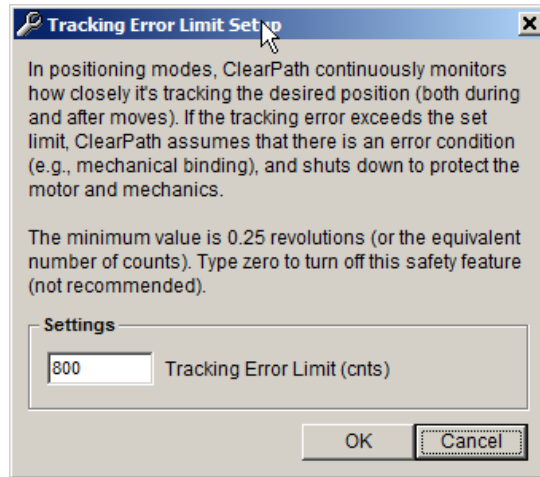 Tracking Error Limit Setup
In positioning modes, ClearPath continuously monitors
how closely it's tracking the desired position (both during
and after moves). If the tracking error exceeds the set
limit, ClearPath assumes that there is an error condition
(e.g., mechanical binding), and shuts down to protect the
motor and mechanics.
The minimum value is 0.25 revolutions (or the equivalent
number of counts). Type zero to turn off this safety feature
(not recommended).
Settings
800 Tracking Error Limit (cnts)
OK Cancel